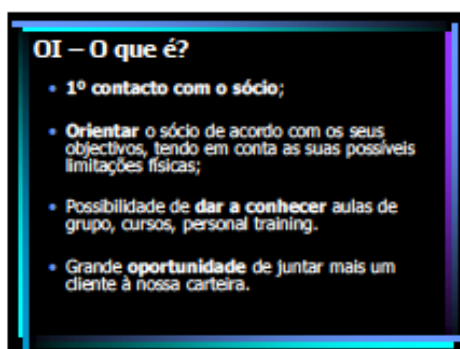 OI – O que é?
• 1º contacto com o sócio;
• Orientar o sócio de acordo com os seus
objectivos, tendo em conta as suas possíveis
limitações físicas;
• Possibilidade de dar a conhecer aulas de
grupo, cursos, personal training.
• Grande oportunidade de juntar mais um
cliente à nossa carteira.